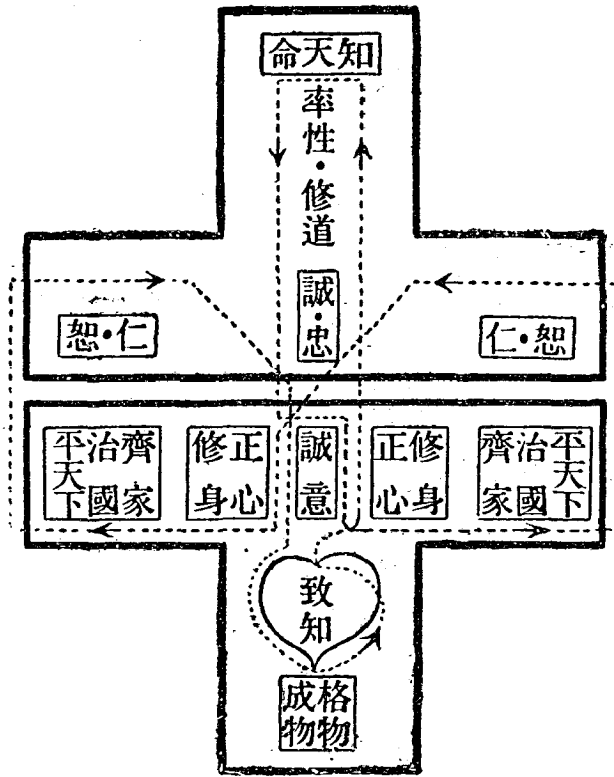 知天命
率性・修道
誠・忠
仁・恕
仁・恕
齊家
治國
平天下
正心
修身
誠意
正心
修身
齊家
治國
平天下
致知
格物
成物